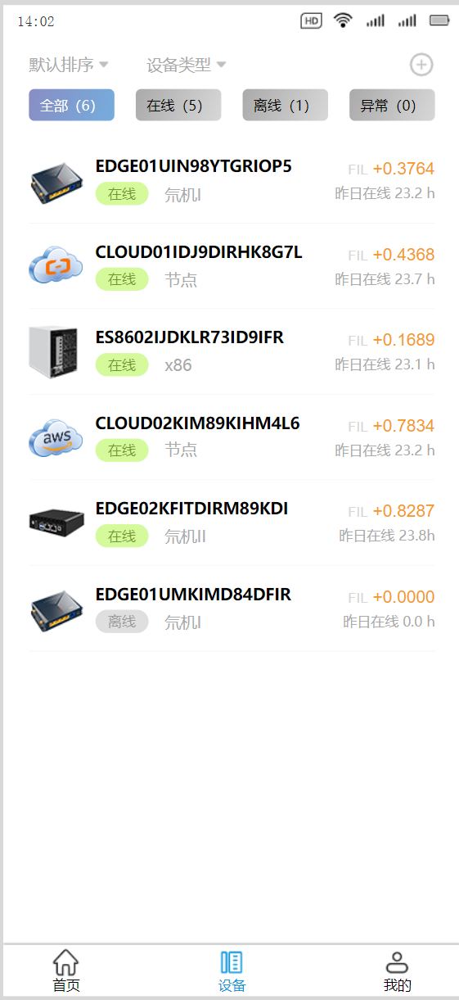 14:02 HD
默认排序 设备类型
全部（6） 在线（5） 离线（1） 异常（0）
EDGE01UIN98YTGRIOP5 FIL +0.3764
在线 氘机I 昨日在线 23.2 h
CLOUD01IDJ9DIRHK8G7L FIL +0.4368
在线 节点 昨日在线 23.7 h
ES8602IJDKLR73ID9IFR FIL +0.1689
在线 x86 昨日在线 23.1 h
aws
CLOUD02KIM89KIHM4L6 FIL +0.7834
在线 节点 昨日在线 23.2 h
EDGE02KFITDIRM89KDI FIL +0.8287
在线 氘机II 昨日在线 23.8h
EDGE01UMKIMD84DFIR FIL +0.0000
离线 氘机I 昨日在线 0.0 h
首页 设备 我的